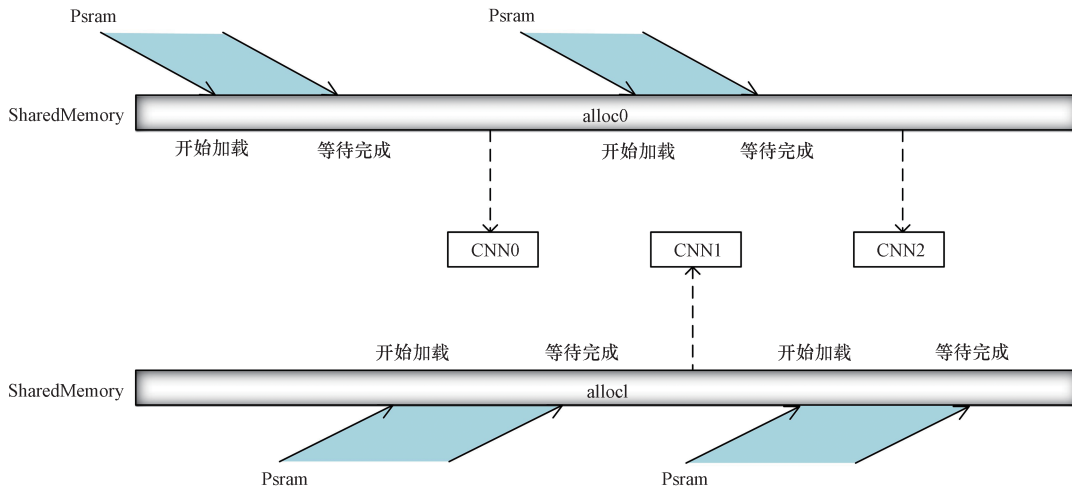 Psram
Psram
SharedMemory
alloc0
开始加载
等待完成
开始加载
等待完成
CNN0
CNN1
CNN2
开始加载
等待完成
开始加载
等待完成
SharedMemory
allocl
Psram
Psram